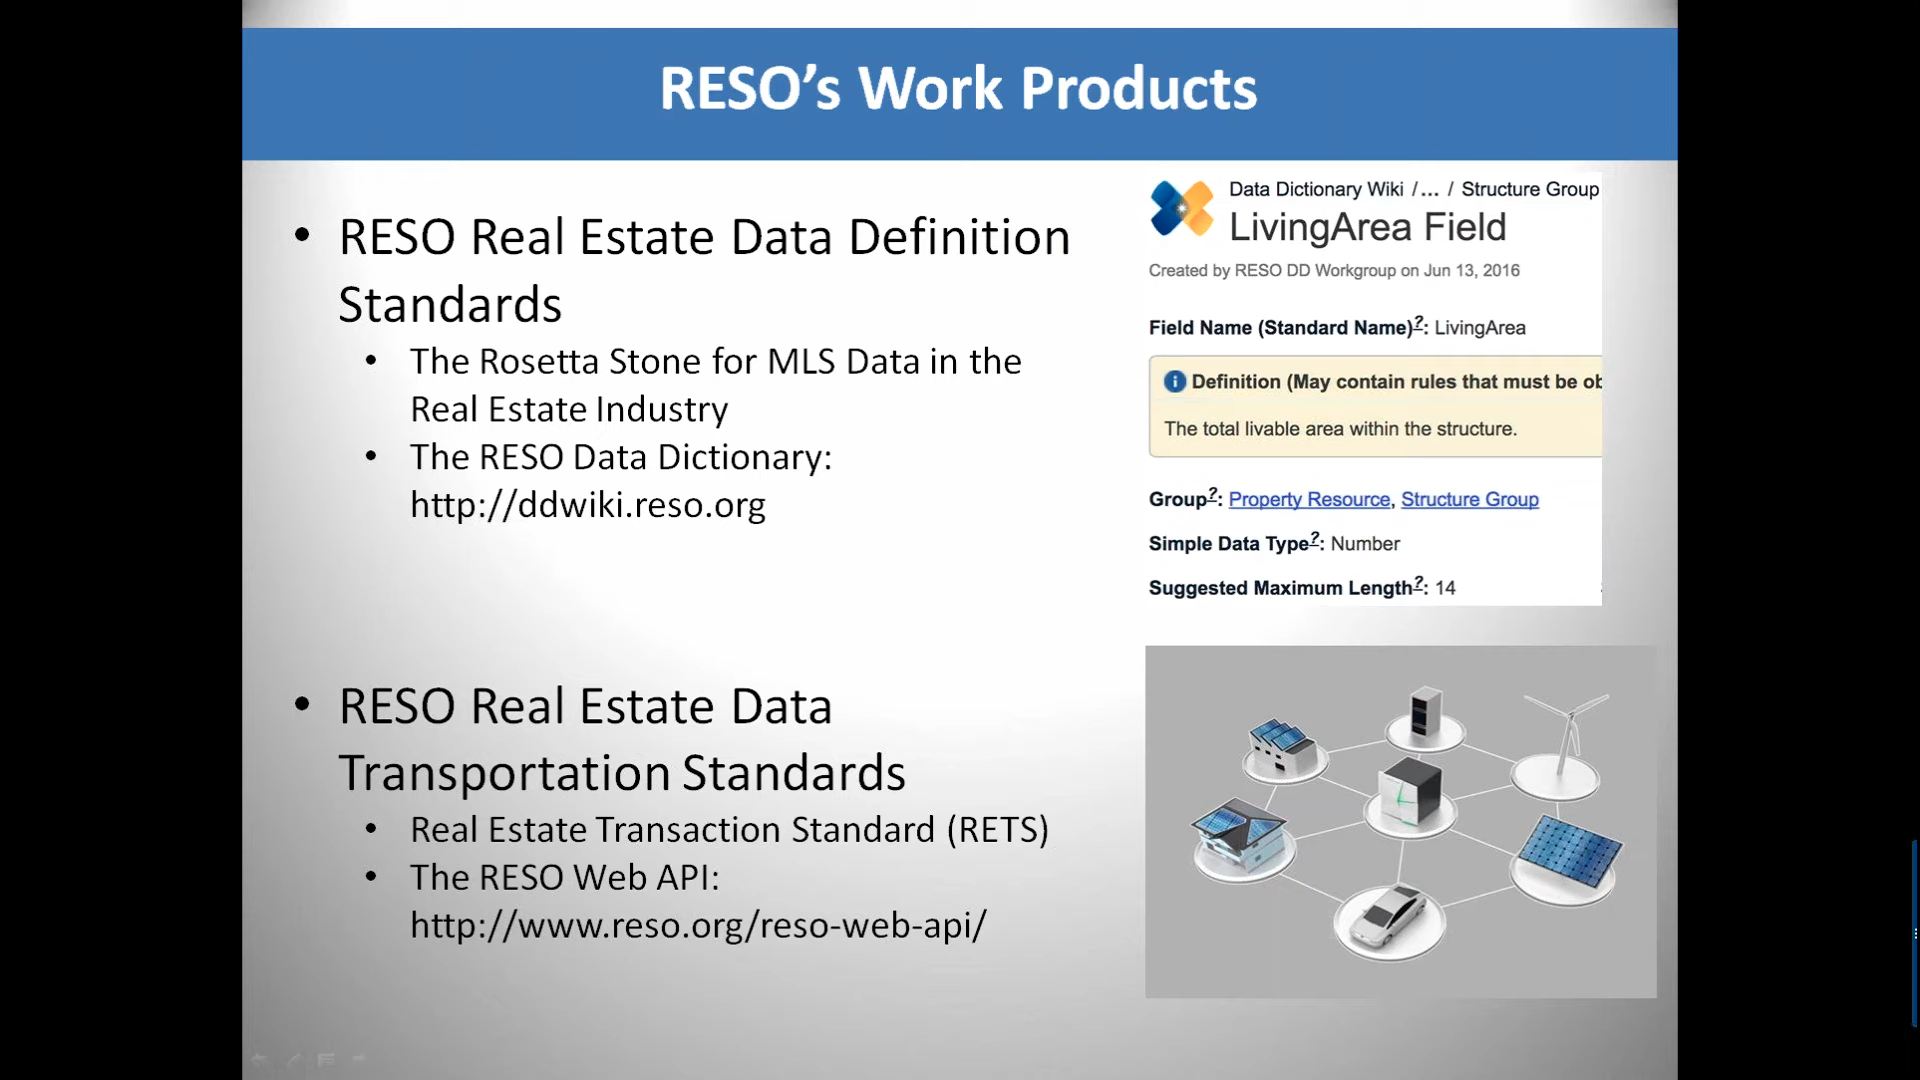 RESO’s Work Products
• RESO Real Estate Data Definition
Standards
• The Rosetta Stone for MLS Data in the
Real Estate Industry
• The RESO Data Dictionary:
http://ddwiki.reso.org
• RESO Real Estate Data
Transportation Standards
• Real Estate Transaction Standard (RETS)
• The RESO Web API:
http://www.reso.org/reso-web-api/
Data Dictionary Wiki /… / Structure Group
LivingArea Field
Created by RESO DD Workgroup on Jun 13, 2016
Field Name (Standard Name)?: LivingArea
Definition (May contain rules that must be ob
The total livable area within the structure.
Group?: Property Resource, Structure Group
Simple Data Type?: Number
Suggested Maximum Length?: 14